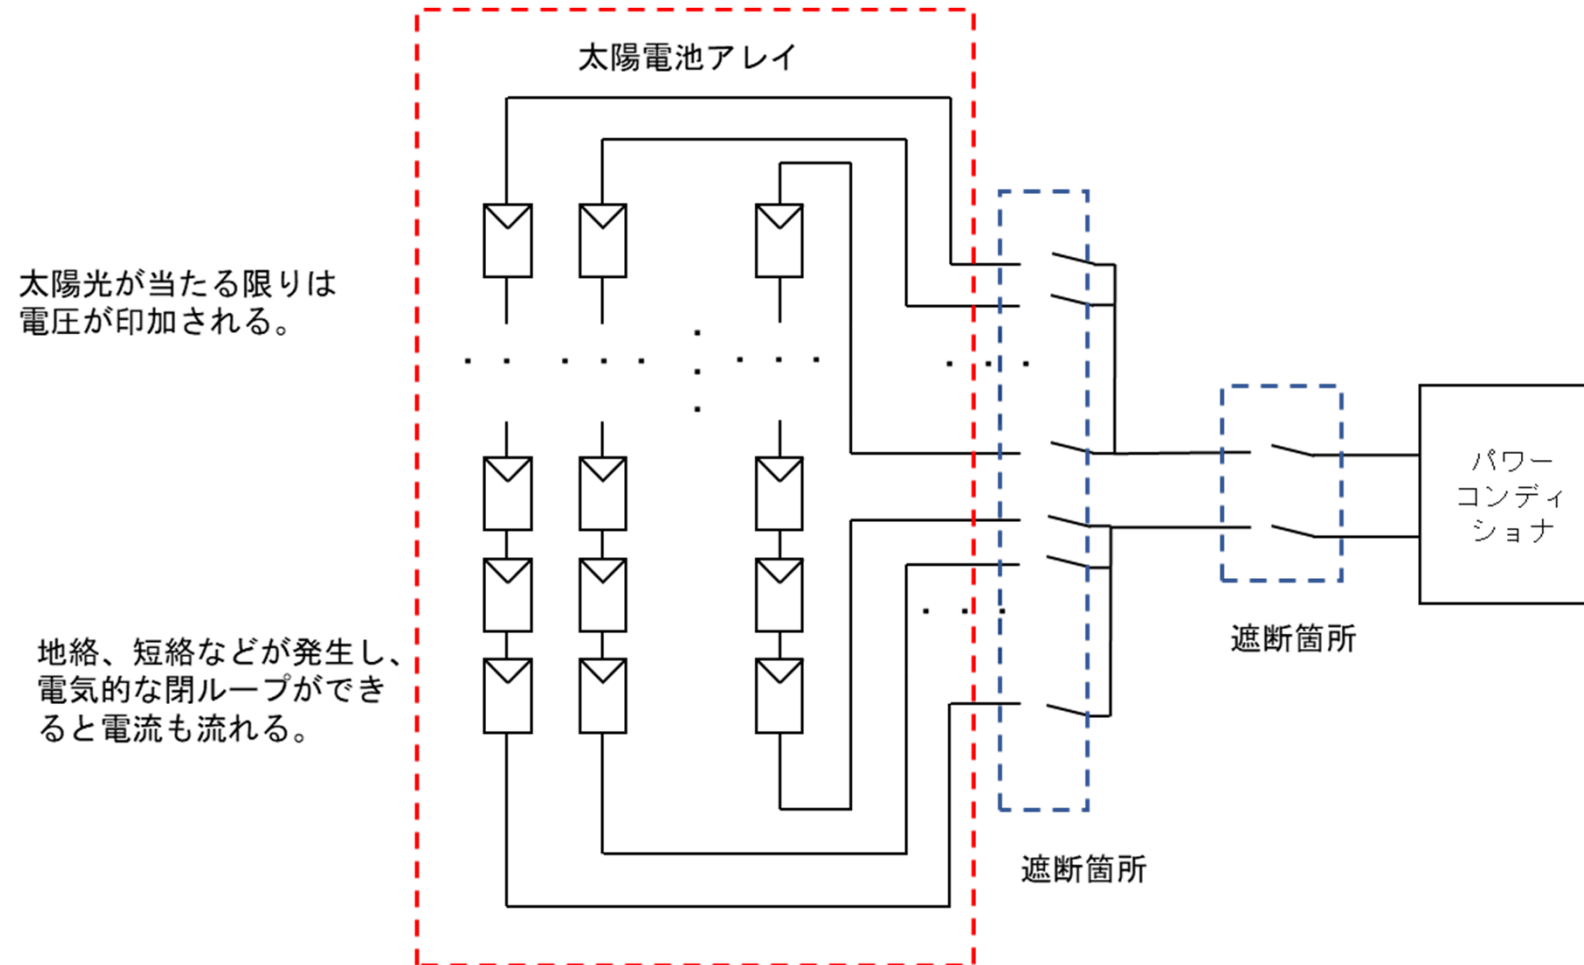 太陽電池アレイ
太陽光が当たる限りは
電圧が印加される。
パワー
コンディ
ショナ
遮断箇所
地絡、短絡などが発生し、
電気的な閉ループができ
ると電流も流れる。
遮断箇所